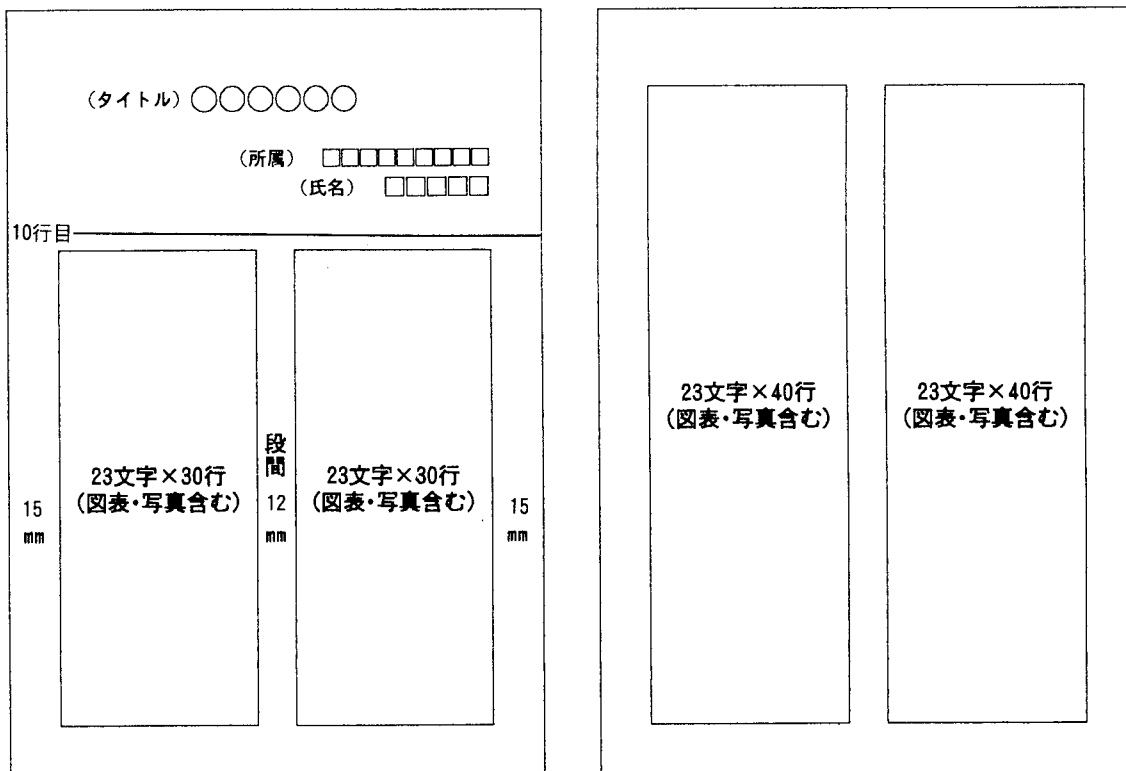 (タイトル) ○○○○○○
(所属) □□□□□□□□□
(氏名) □□□□□
10行目
23文字×30行
(図表・写真含む)
段間
12
mm
23文字×30行
(図表・写真含む)
15
mm
15
mm
23文字×40行
(図表・写真含む)
23文字×40行
(図表・写真含む)